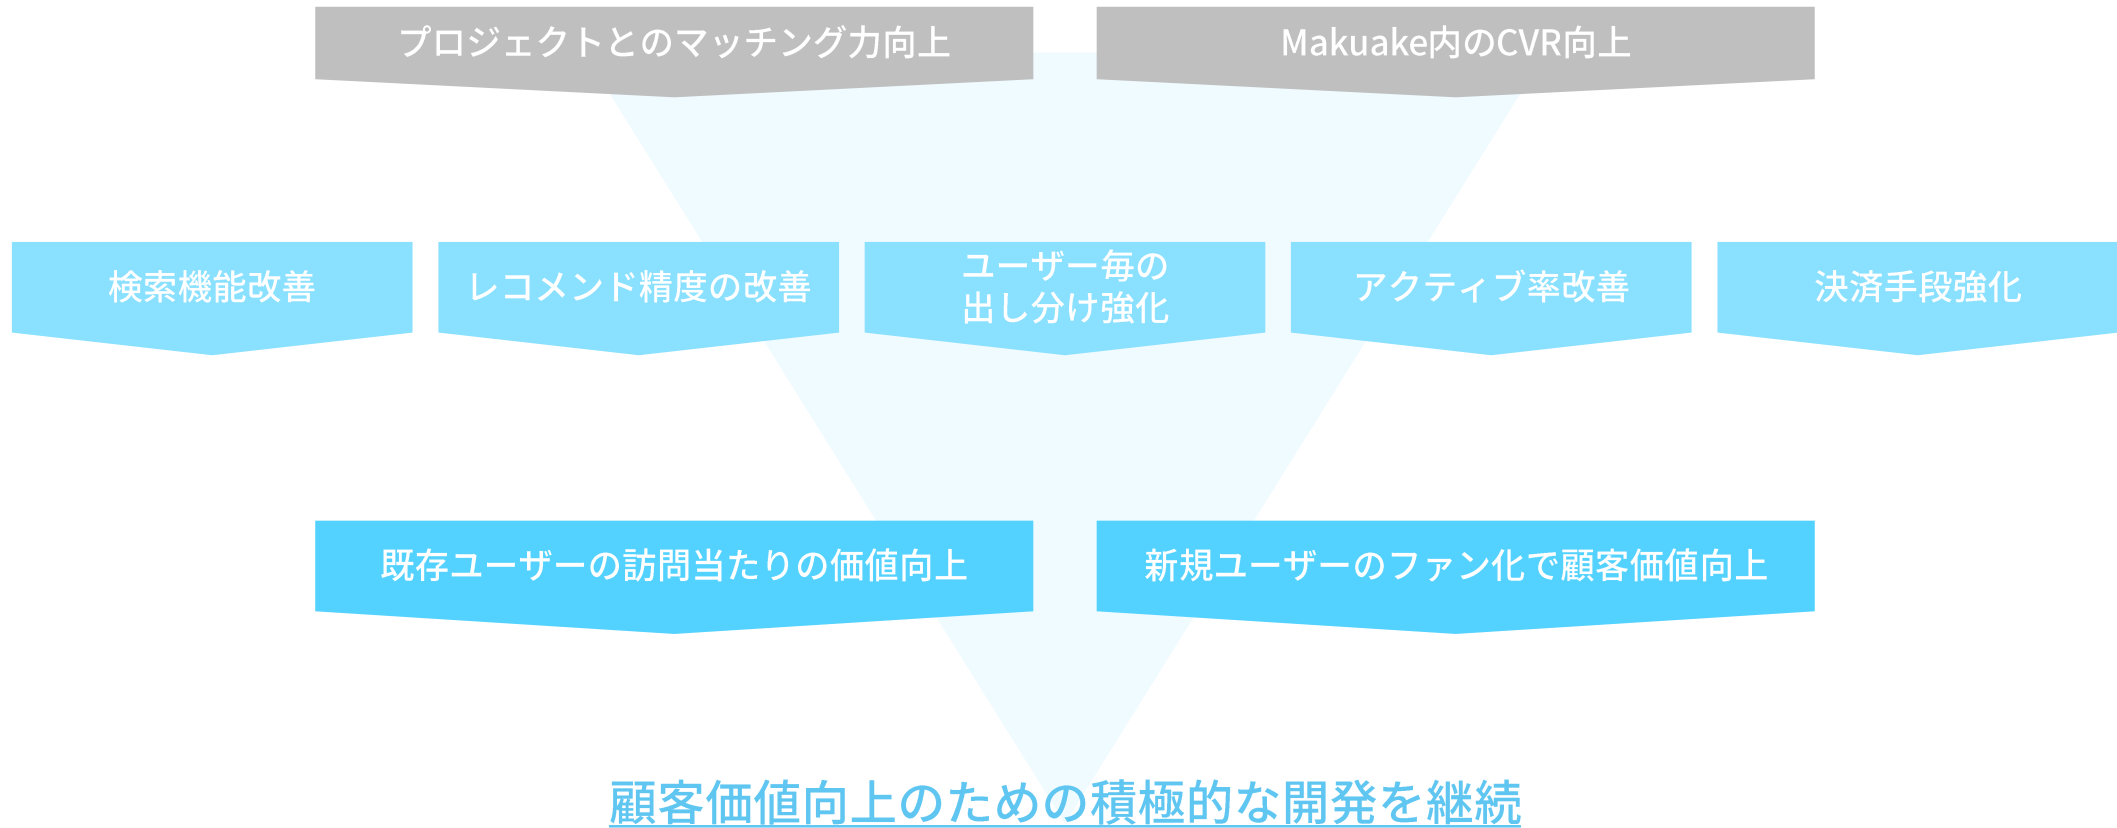 プロジェクトとのマッチング力向上
Makuake内のCVR向上
検索機能改善
レコメンド精度の改善
ユーザー毎の
出し分け強化
アクティブ率改善
決済手段強化
既存ユーザーの訪問当たりの価値向上
新規ユーザーのファン化で顧客価値向上
顧客価値向上のための積極的な開発を継続